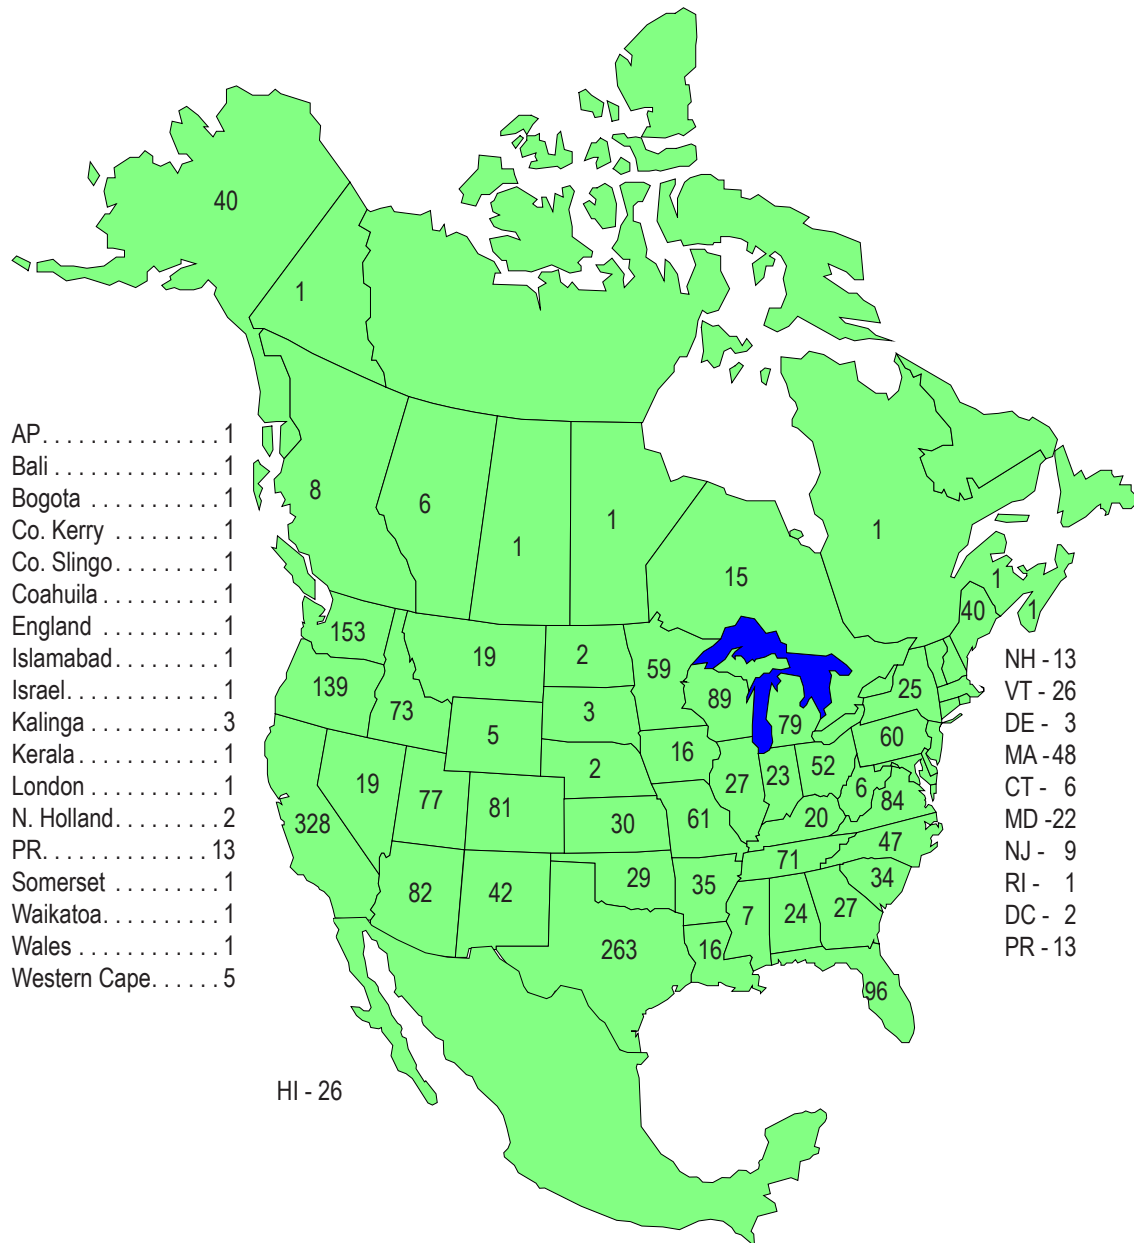 40
1
8
6
1
1
15
1
1
1
40
AP. . . . . . . . . . . . . . . 1
Bali . . . . . . . . . . . . . . 1
Bogota . . . . . . . . . . . 1
Co. Kerry . . . . . . . . . 1
Co. Slingo. . . . . . . . . 1
Coahuila . . . . . . . . . . 1
England . . . . . . . . . . 1
Islamabad. . . . . . . . . 1
Israel. . . . . . . . . . . . . 1
Kalinga . . . . . . . . . . . 3
Kerala . . . . . . . . . . . . 1
London . . . . . . . . . . . 1
N. Holland. . . . . . . . . 2
PR. . . . . . . . . . . . . 13
Somerset . . . . . . . . . 1
Waikatoa. . . . . . . . . . 1
Wales . . . . . . . . . . . . 1
Western Cape. . . . . . 5
153
19
2
59
139
73
3
89
79
25
5
16
60
2
19
77
81
27
23
52
6
84
328
30
61
20
47
71
82
42
29
35
34
7
24
27
263
16
96
NH - 13
VT - 26
DE - 3
MA -48
CT - 6
MD -22
NJ - 9
RI - 1
DC - 2
PR - 13
HI - 26